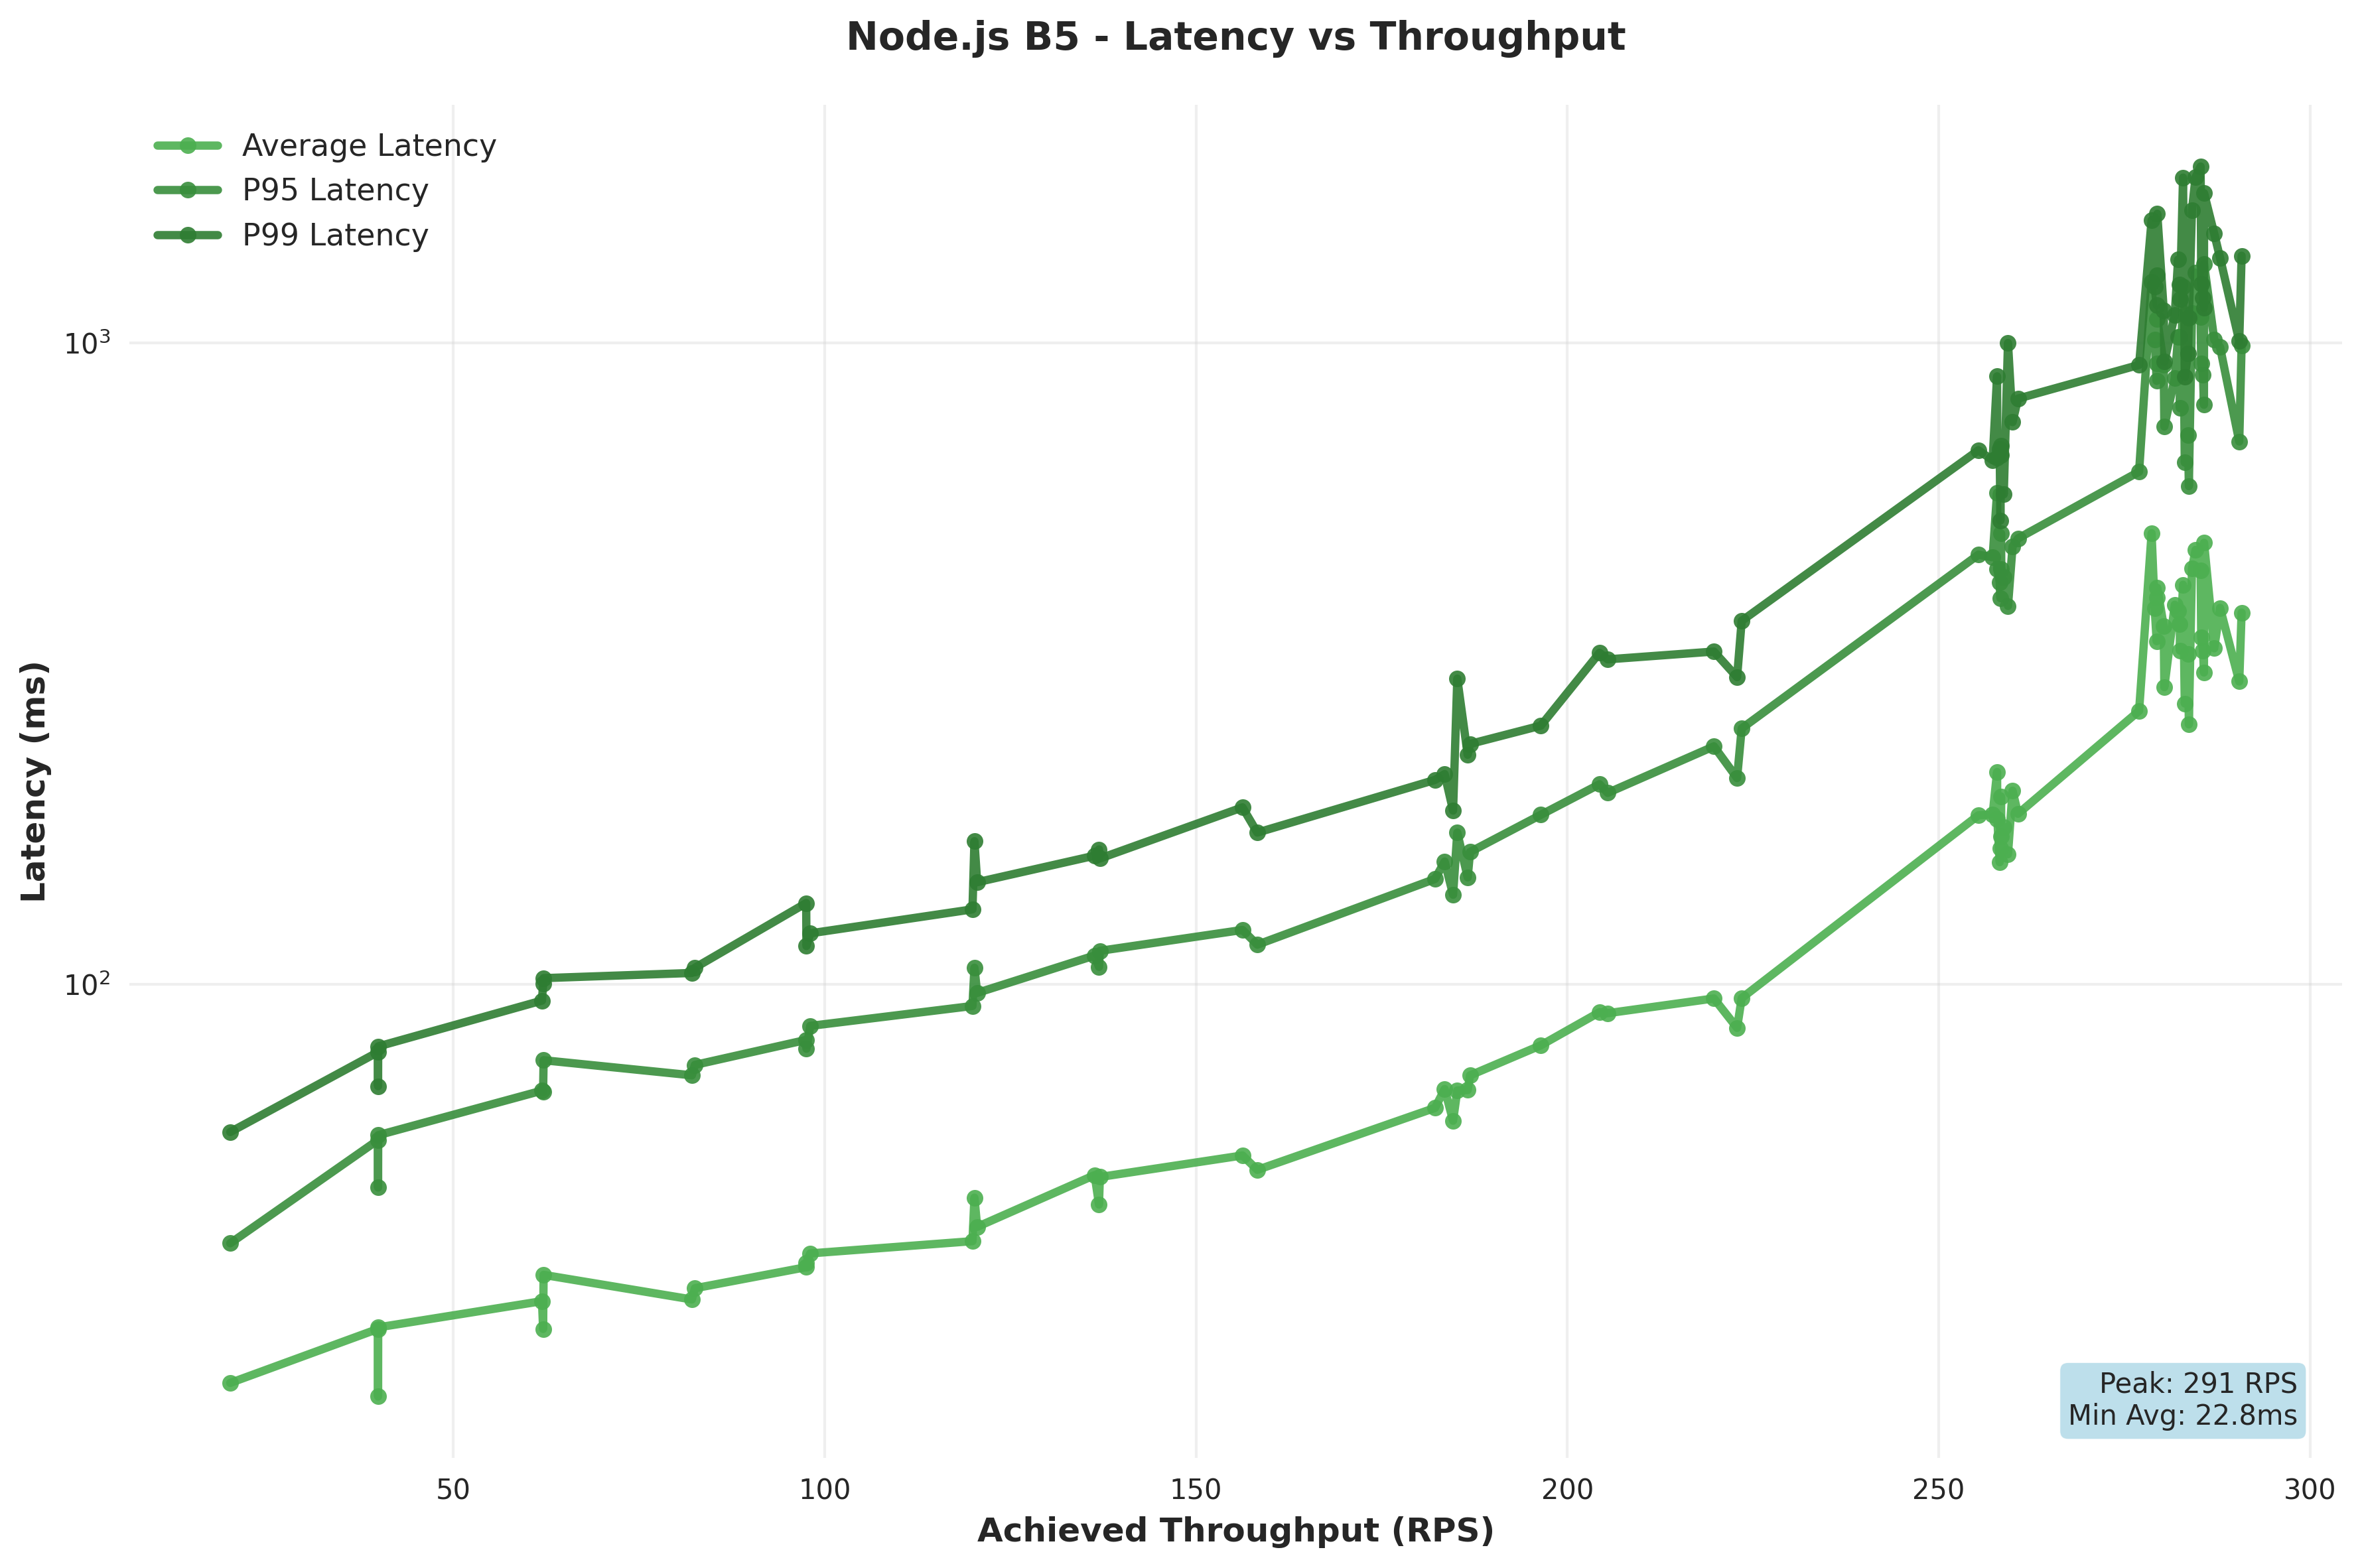 Node.js B5 - Latency vs Throughput
Average Latency
P95 Latency
P99 Latency
10³
10²
Latency (ms)
Peak: 291 RPS
Min Avg: 22.8ms
50
100
150
200
250
300
Achieved Throughput (RPS)